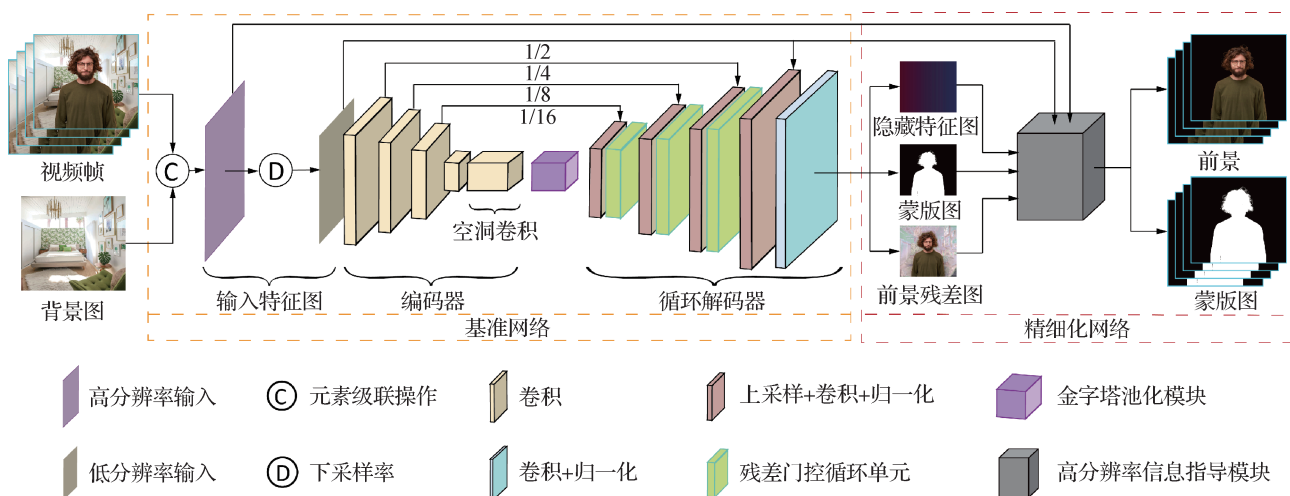 视频帧
背景图
C
D
1/2
1/4
1/8
1/16
空洞卷积
输入特征图
编码器
循环解码器
基准网络
隐藏特征图
蒙版图
前景残差图
前景
蒙版图
精细化网络
高分辨率输入
C 元素级联操作
卷积
上采样+卷积+归一化
金字塔池化模块
低分辨率输入
D 下采样率
卷积+归一化
残差门控循环单元
高分辨率信息指导模块